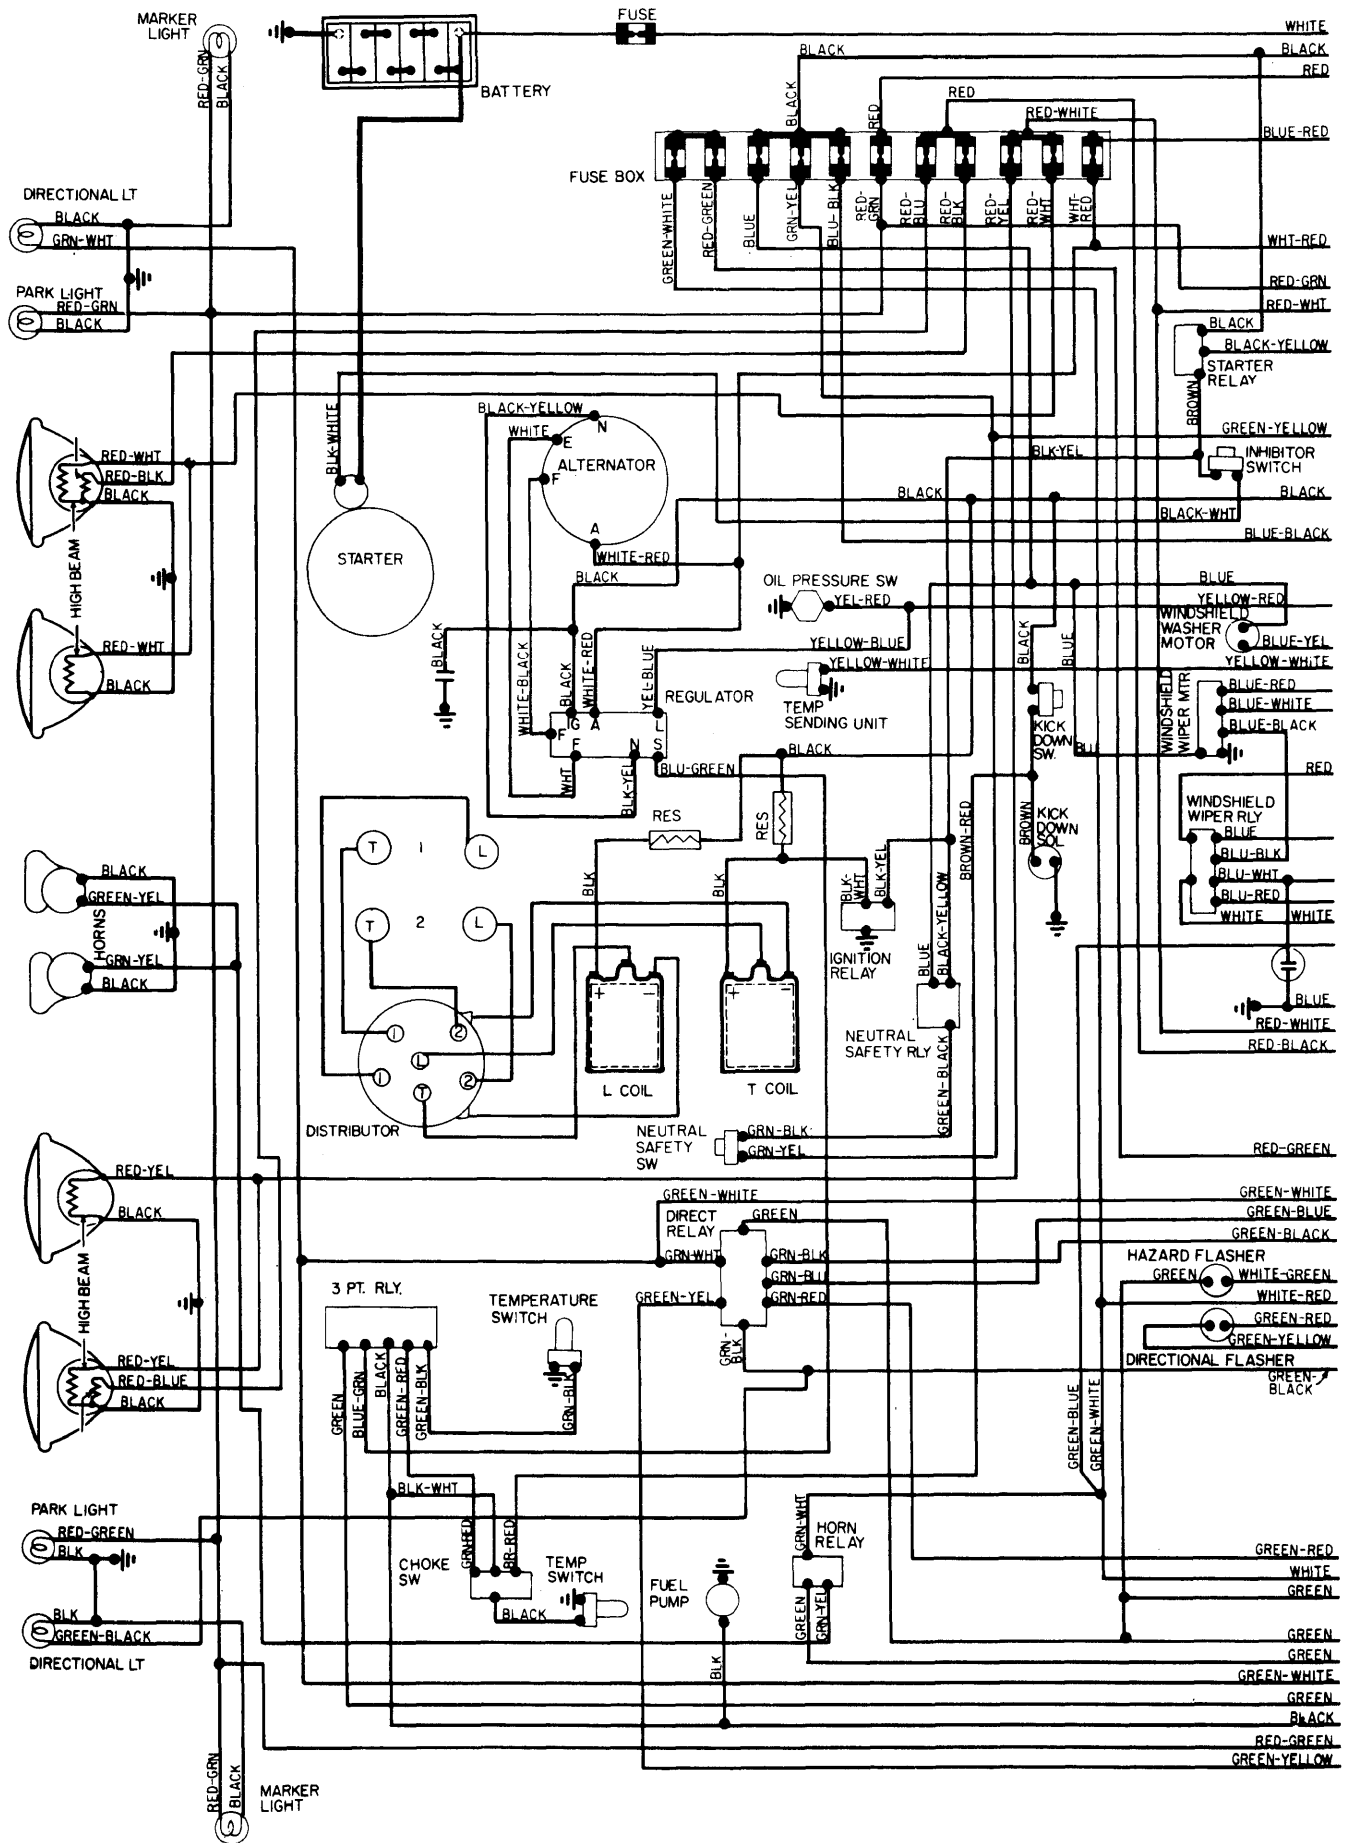 MARKER
LIGHT
FUSE
WHITE
BLACK
BLACK
RED
RED-GRN
BLACK
BATTERY
BLACK
RED
RED
RED-WHITE
BLUE-RED
FUSE BOX
DIRECTIONAL LT
BLACK
GRN-WHT
GREEN-WHITE
RED-GREEN
BLUE
GRN-YEL
BLU-BLK
RED-
GRN
RED-
BLU
RED-
BLK
RED-
YEL
RED-
WHT
WHT-
RED
WHT-RED
PARK LIGHT
RED-GRN
BLACK
RED-GRN
RED-WHT
BLACK
BLACK-YELLOW
STARTER
RELAY
BROWN
BLK-WHITE
BLACK-YELLOW
WHITE
E
N
ALTERNATOR
F
A
GREEN-YELLOW
BLK-YEL
INHIBITOR
SWITCH
RED-WHT
RED-BLK
BLACK
BLACK
BLACK
BLACK-WHT
BLUE-BLACK
STARTER
WHITE-RED
BLACK
HIGH BEAM
OIL PRESSURE SW
YEL-RED
BLUE
YELLOW-RED
WINDSHIELD
WASHER
MOTOR
BLUE-YEL
RED-WHT
BLACK
BLACK
WHITE-BLACK
BLACK
WHITE-RED
YEL-BLUE
YELLOW-BLUE
YELLOW-WHITE
BLACK
BLUE
YELLOW-WHITE
REGULATOR
IG
A
L
F
F
N
S
TEMP
SENDING UNIT
KICK
DOWN
SW.
BLU
WINDSHIELD
WIPER MTR
BLUE-RED
BLUE-WHITE
BLUE-BLACK
WHT
BLK-YEL
BLU-GREEN
BLACK
RED
RES
RES
BROWN-RED
BROWN
KICK
DOWN
SOL
WINDSHIELD
WIPER RLY
BLUE
BLU-BLK
BLU-WHT
BLU-RED
WHITE
WHITE
T
1
L
BLK
BLK
BLK-
WHT
BLK-YEL
BLACK
GREEN-YEL
HORNS
GRN-YEL
BLACK
T
2
L
IGNITION
RELAY
BLUE
BLACK-YELLOW
+
-
+
-
BLUE
RED-WHITE
RED-BLACK
1
2
L
1
2
T
L COIL
T COIL
NEUTRAL
SAFETY RLY
GREEN-BLACK
DISTRIBUTOR
NEUTRAL
SAFETY
SW
GRN-BLK
GRN-YEL
RED-GREEN
RED-YEL
BLACK
GREEN-WHITE
DIRECT
RELAY
GREEN
GREEN-WHITE
GREEN-BLUE
GREEN-BLACK
GRN-WHT
GRN-BLK
GRN-BLU
GREEN-YEL
GRN-RED
GRN-
BLK
HAZARD FLASHER
GREEN
WHITE-GREEN
WHITE-RED
GREEN-RED
GREEN-YELLOW
DIRECTIONAL FLASHER
GREEN-
BLACK
HIGH BEAM
3 PT. RLY.
TEMPERATURE
SWITCH
RED-YEL
RED-BLUE
BLACK
GREEN
BLUE-GRN
BLACK
GREEN-RED
GREEN-BLK
GRN-BLK
GREEN-BLUE
GREEN-WHITE
BLK-WHT
PARK LIGHT
RED-GREEN
BLK
CHOKE
SW
GRN-RED
BR-RED
TEMP
SWITCH
BLACK
FUEL
PUMP
BLK
GRN-WHT
HORN
RELAY
GREEN
GRN-YEL
GREEN-RED
WHITE
GREEN
BLK
GREEN-BLACK
DIRECTIONAL LT
GREEN
GREEN
GREEN-WHITE
GREEN
BLACK
RED-GREEN
GREEN-YELLOW
RED-GRN
BLACK
MARKER
LIGHT